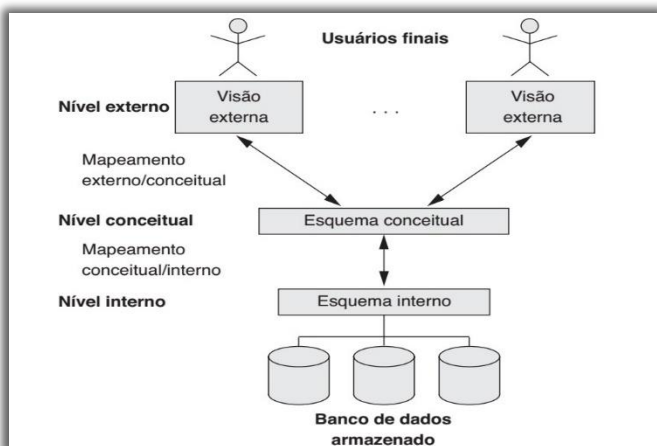 Usuários finais
Nível externo
Visão
externa
. . .
Visão
externa
Mapeamento
externo/conceitual
Nível conceitual
Esquema conceitual
Mapeamento
conceitual/interno
Nível interno
Esquema interno
Banco de dados
armazenado